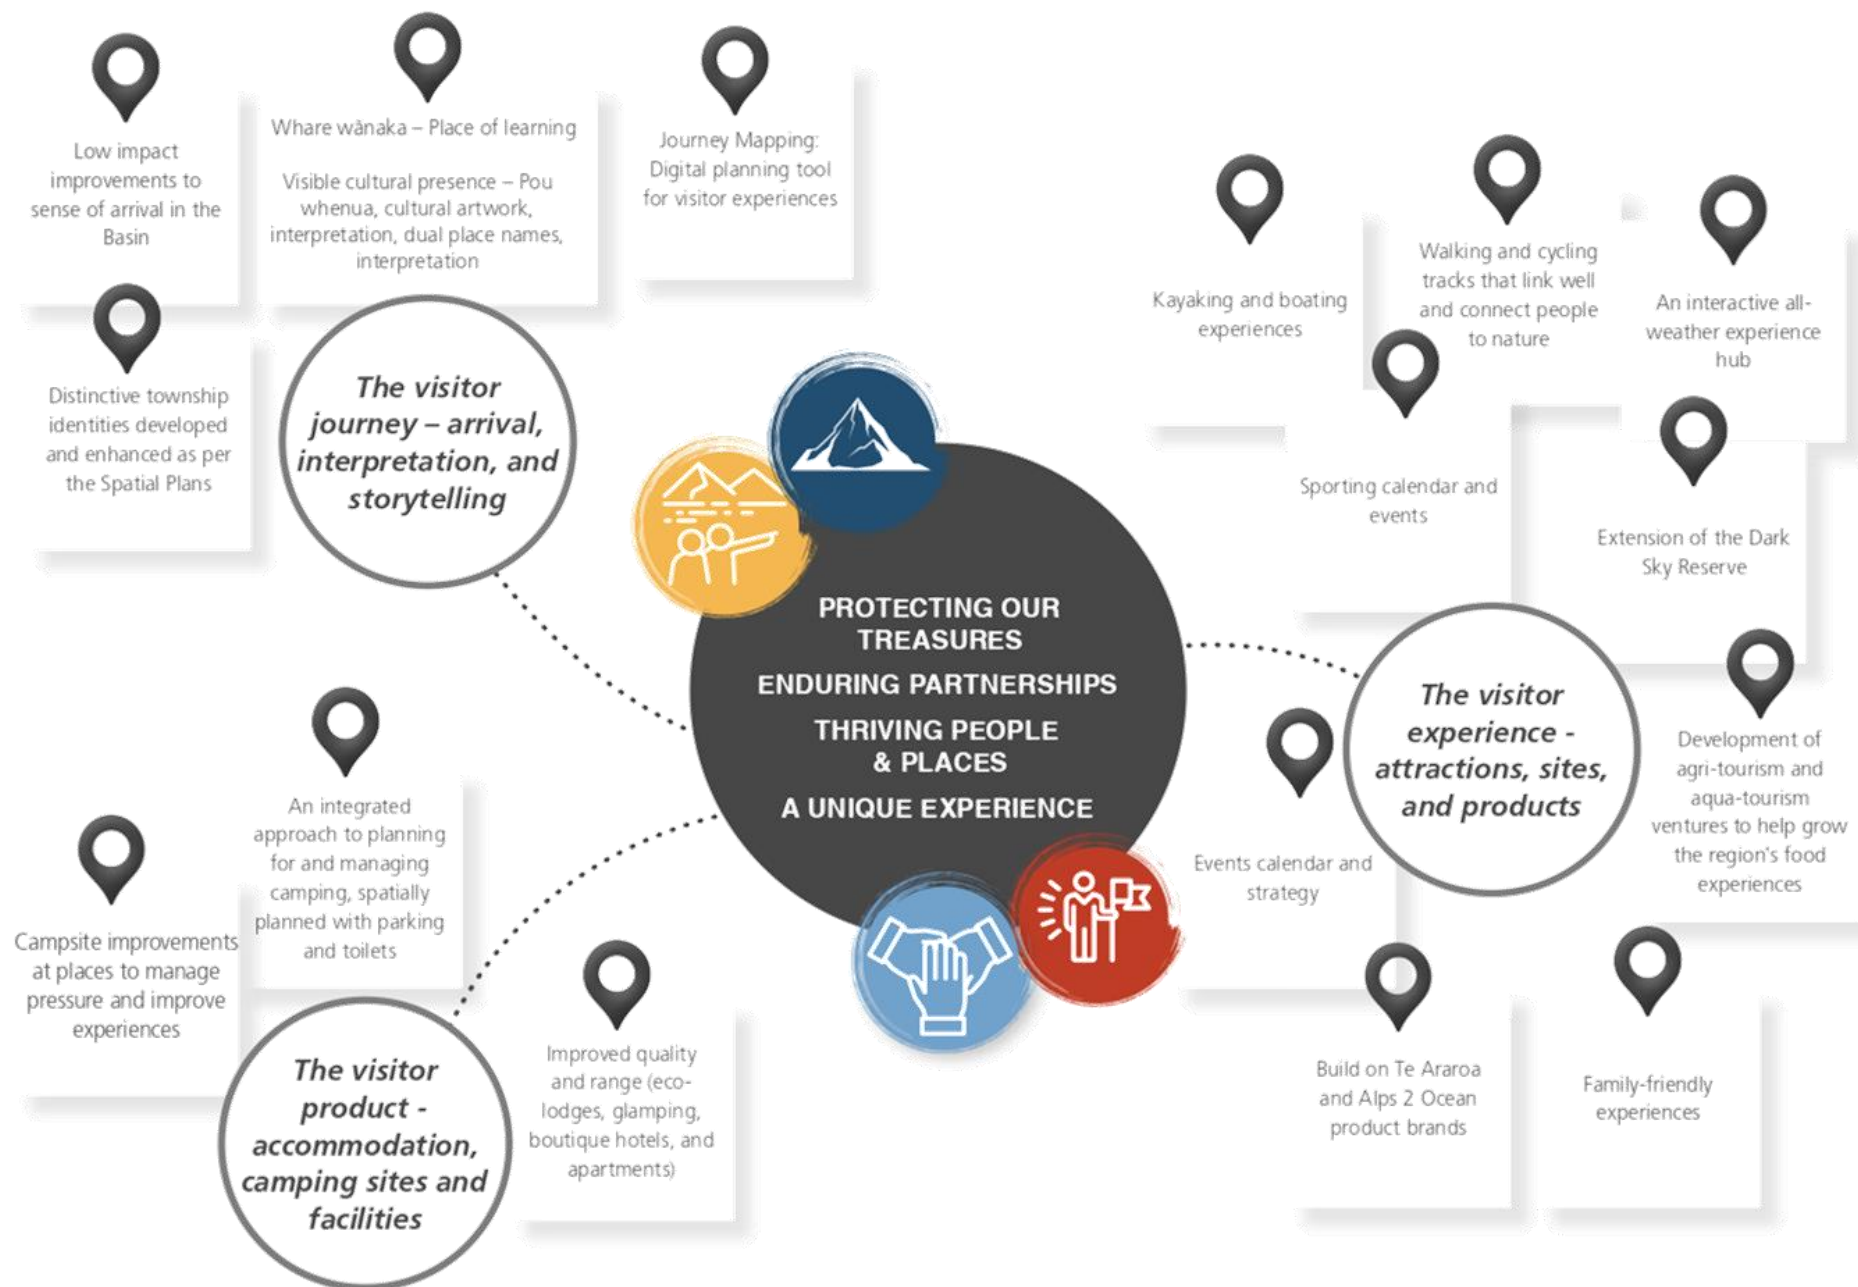 Low impact
improvements to
sense of arrival in the
Basin
Whare wānaka – Place of learning
Visible cultural presence – Pou
whenua, cultural artwork,
interpretation, dual place names,
interpretation
Journey Mapping:
Digital planning tool
for visitor experiences
Distinctive township
identities developed
and enhanced as per
the Spatial Plans
The visitor
journey – arrival,
interpretation, and
storytelling
PROTECTING OUR
TREASURES
ENDURING PARTNERSHIPS
THRIVING PEOPLE
& PLACES
A UNIQUE EXPERIENCE
Kayaking and boating
experiences
Walking and cycling
tracks that link well
and connect people
to nature
An interactive all-
weather experience
hub
Sporting calendar and
events
Extension of the Dark
Sky Reserve
The visitor
experience -
attractions, sites,
and products
Development of
agri-tourism and
aqua-tourism
ventures to help grow
the region's food
experiences
Events calendar and
strategy
Build on Te Araroa
and Alps 2 Ocean
product brands
Family-friendly
experiences
An integrated
approach to planning
for and managing
camping, spatially
planned with parking
and toilets
Campsite improvements
at places to manage
pressure and improve
experiences
The visitor
product -
accommodation,
camping sites and
facilities
Improved quality
and range (eco-
lodges, glamping,
boutique hotels, and
apartments)